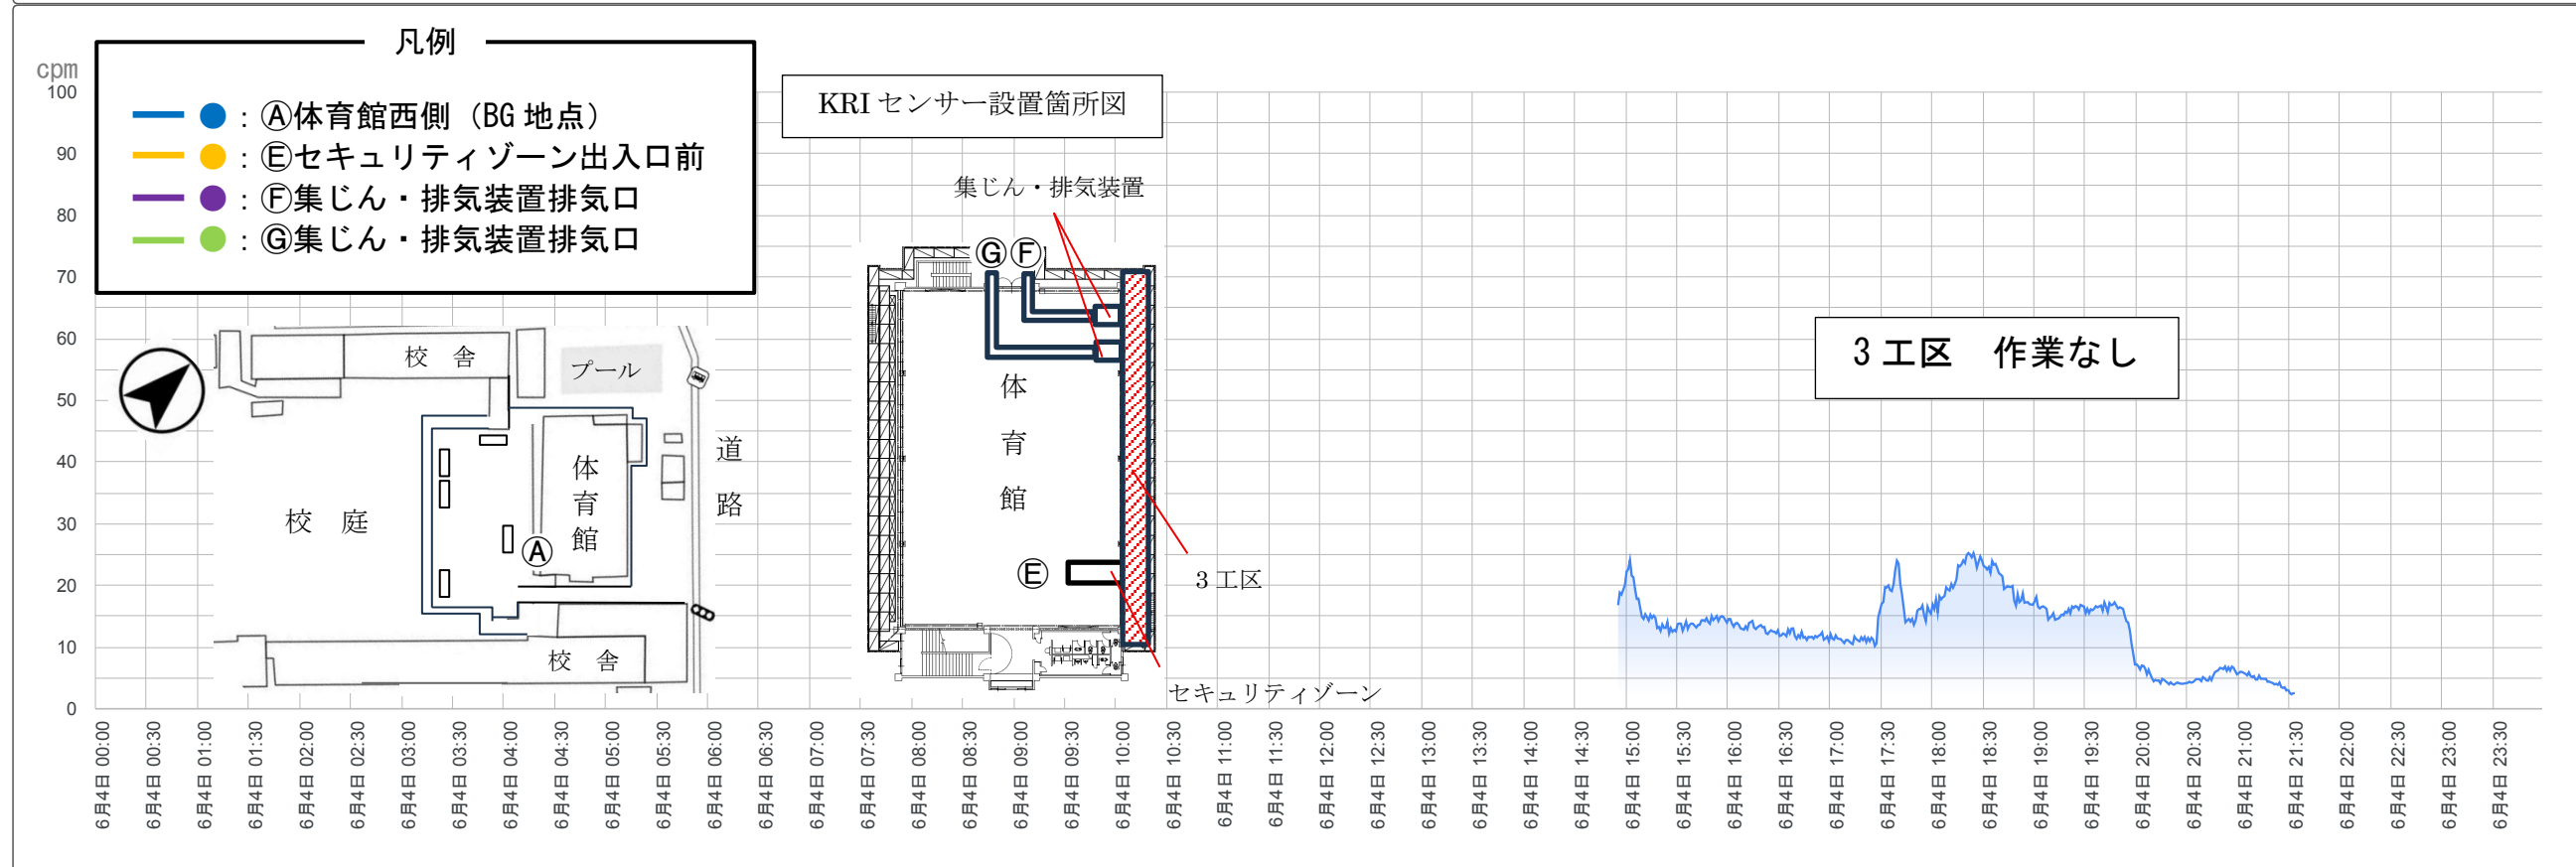 凡例
: Ⓐ体育館西側（BG 地点）
: Ⓔセキュリティゾーン出入口前
: Ⓕ集じん・排気装置排気口
: Ⓖ集じん・排気装置排気口
KRI センサー設置箇所図
集じん・排気装置
Ⓖ Ⓕ
体育館
Ⓔ
3 工区
セキュリティゾーン
校 舎
プール
体育館
道路
校 庭
Ⓐ
校 舎
3 工区 作業なし
cpm
100
90
80
70
60
50
40
30
20
10
0
6月4日 00:00
6月4日 00:30
6月4日 01:00
6月4日 01:30
6月4日 02:00
6月4日 02:30
6月4日 03:00
6月4日 03:30
6月4日 04:00
6月4日 04:30
6月4日 05:00
6月4日 05:30
6月4日 06:00
6月4日 06:30
6月4日 07:00
6月4日 07:30
6月4日 08:00
6月4日 08:30
6月4日 09:00
6月4日 09:30
6月4日 10:00
6月4日 10:30
6月4日 11:00
6月4日 11:30
6月4日 12:00
6月4日 12:30
6月4日 13:00
6月4日 13:30
6月4日 14:00
6月4日 14:30
6月4日 15:00
6月4日 15:30
6月4日 16:00
6月4日 16:30
6月4日 17:00
6月4日 17:30
6月4日 18:00
6月4日 18:30
6月4日 19:00
6月4日 19:30
6月4日 20:00
6月4日 20:30
6月4日 21:00
6月4日 21:30
6月4日 22:00
6月4日 22:30
6月4日 23:00
6月4日 23:30